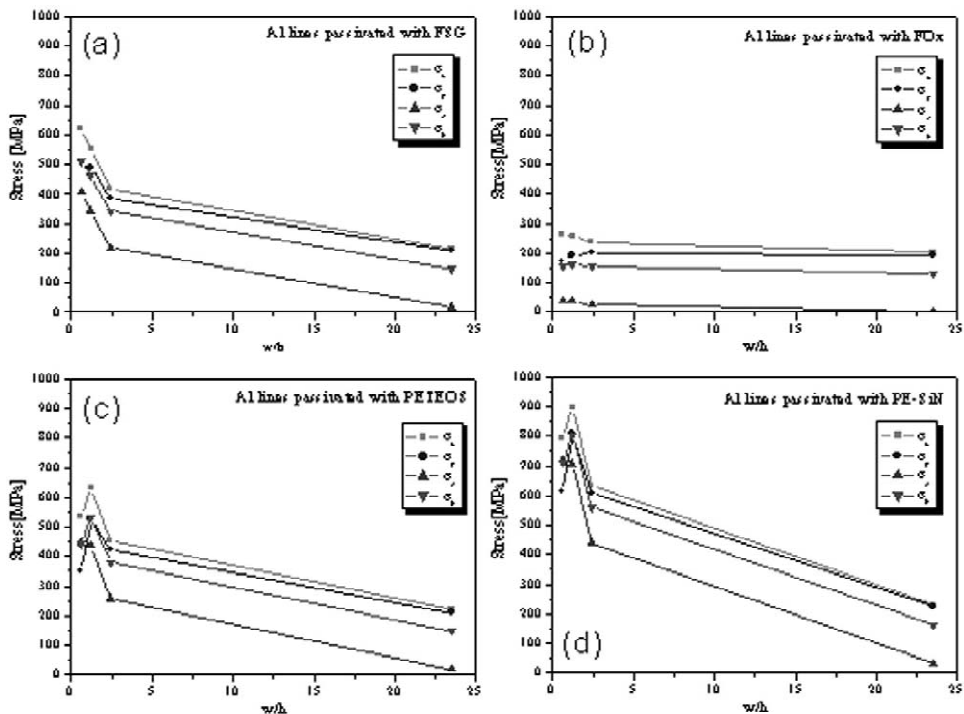 (a)
Al lines passivated with FSG
σ
σ
σ
σ
Stress [MPa]
1000
900
800
700
600
500
400
300
200
100
0
0 5 10 15 20 25
w/h
(b)
Al lines passivated with FOx
σ
σ
σ
σ
Stress[MPa]
1000
900
800
700
600
500
400
300
200
100
0
0 5 10 15 20 25
w/h
(c)
Al lines passivated with PETEOS
σ
σ
σ
σ
Stress[MPa]
1000
900
800
700
600
500
400
300
200
100
0
0 5 10 15 20 25
w/h
(d)
Al lines passivated with PE-SiN
σ
σ
σ
σ
Stress[MPa]
1000
900
800
700
600
500
400
300
200
100
0
0 5 10 15 20 25
w/h